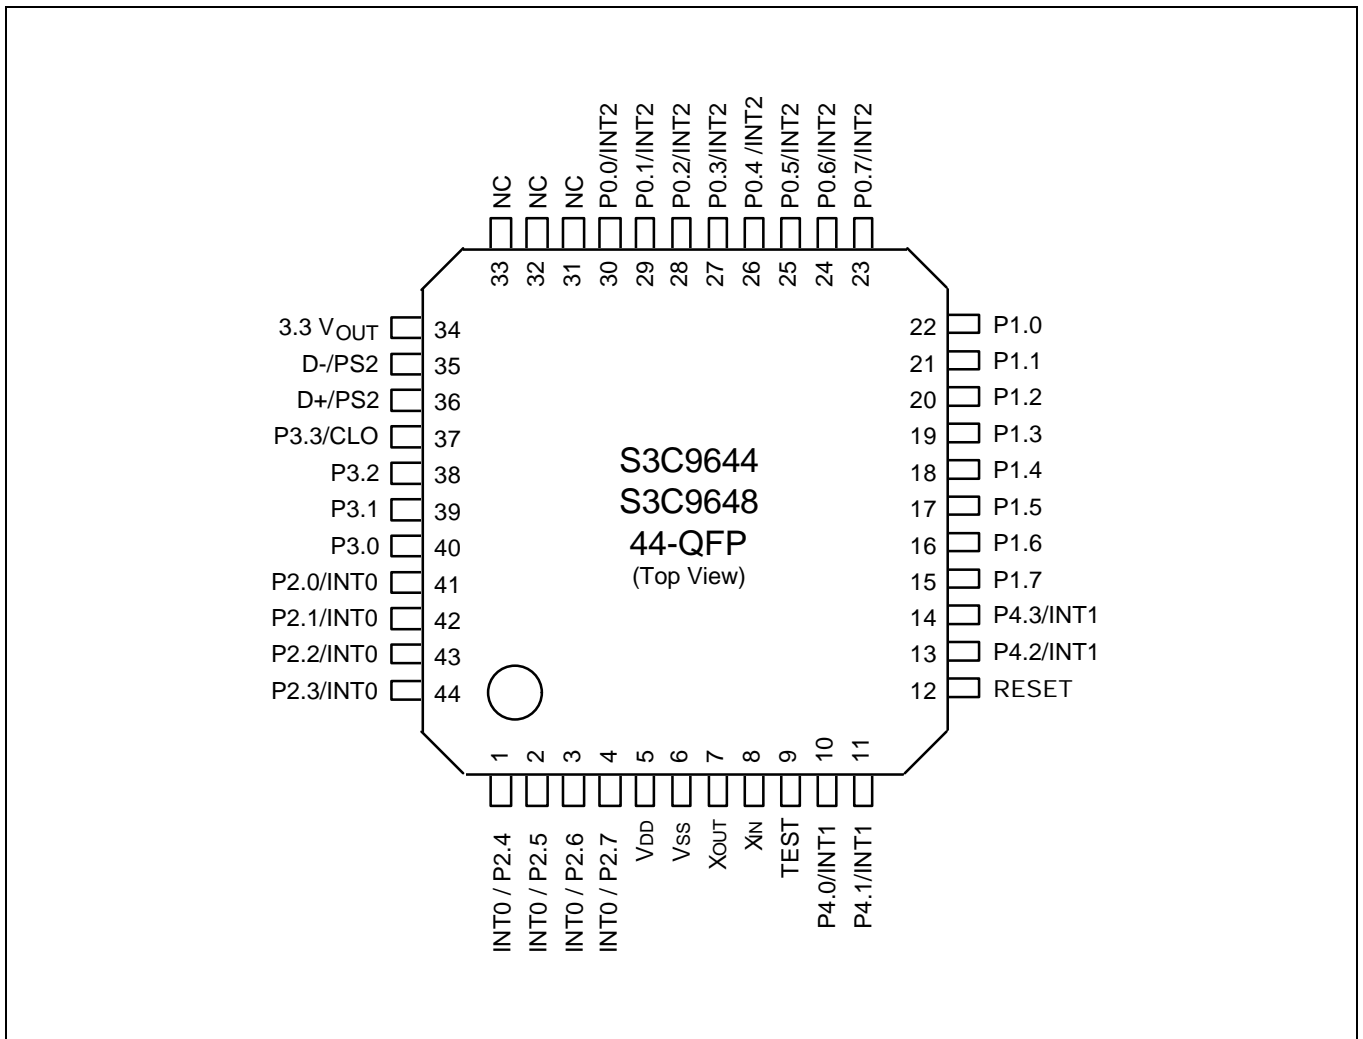 NC
NC
NC
P0.0/INT2
P0.1/INT2
P0.2/INT2
P0.3/INT2
P0.4 /INT2
P0.5/INT2
P0.6/INT2
P0.7/INT2
33
32
31
30
29
28
27
26
25
24
23
3.3 VOUT 34
D-/PS2 35
D+/PS2 36
P3.3/CLO 37
P3.2 38
P3.1 39
P3.0 40
P2.0/INT0 41
P2.1/INT0 42
P2.2/INT0 43
P2.3/INT0 44
S3C9644
S3C9648
44-QFP
(Top View)
22 P1.0
21 P1.1
20 P1.2
19 P1.3
18 P1.4
17 P1.5
16 P1.6
15 P1.7
14 P4.3/INT1
13 P4.2/INT1
12 RESET
1
2
3
4
5
6
7
8
9
10
11
INT0 / P2.4
INT0 / P2.5
INT0 / P2.6
INT0 / P2.7
VDD
VSS
XOUT
XIN
TEST
P4.0/INT1
P4.1/INT1